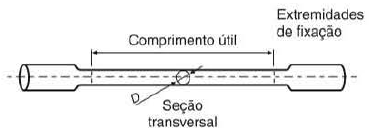 Extremidades
de fixação
Comprimento útil
D
Seção
transversal